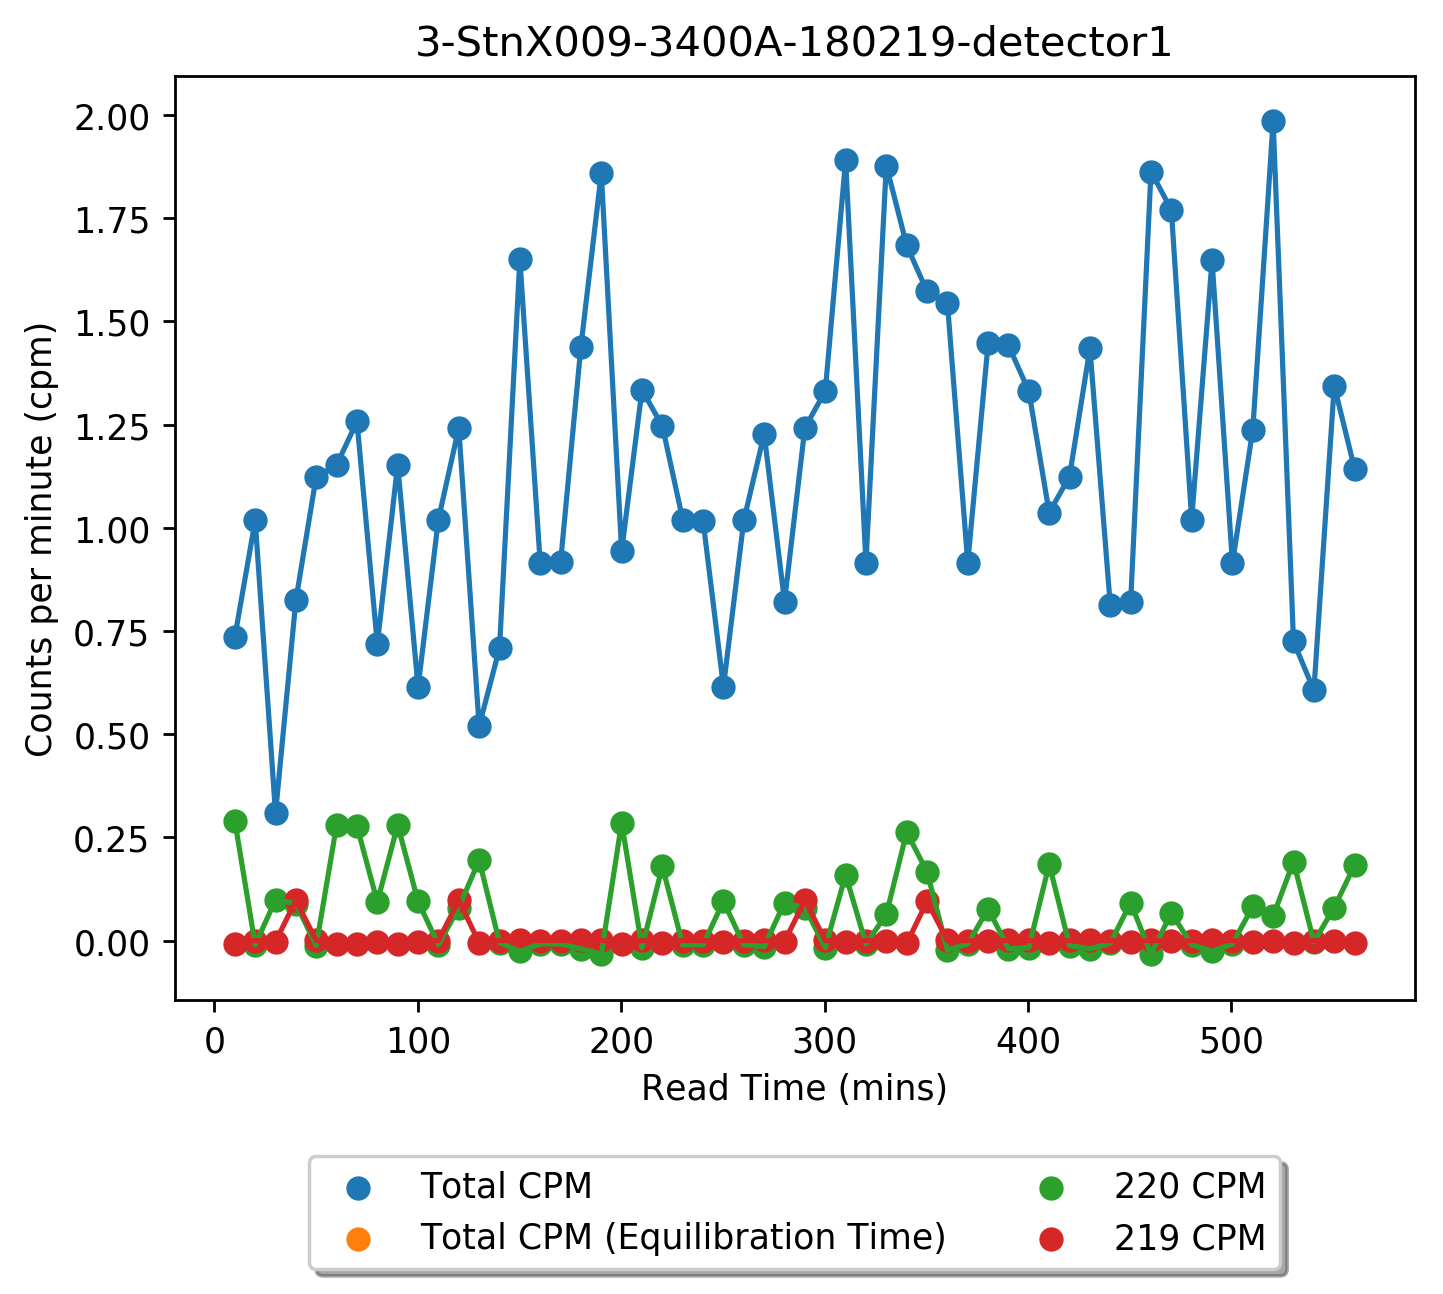 3-StnX009-3400A-180219-detector1
2.00
1.75
1.50
1.25
1.00
0.75
0.50
0.25
0.00
Counts per minute (cpm)
0 100 200 300 400 500
Read Time (mins)
Total CPM
Total CPM (Equilibration Time)
220 CPM
219 CPM